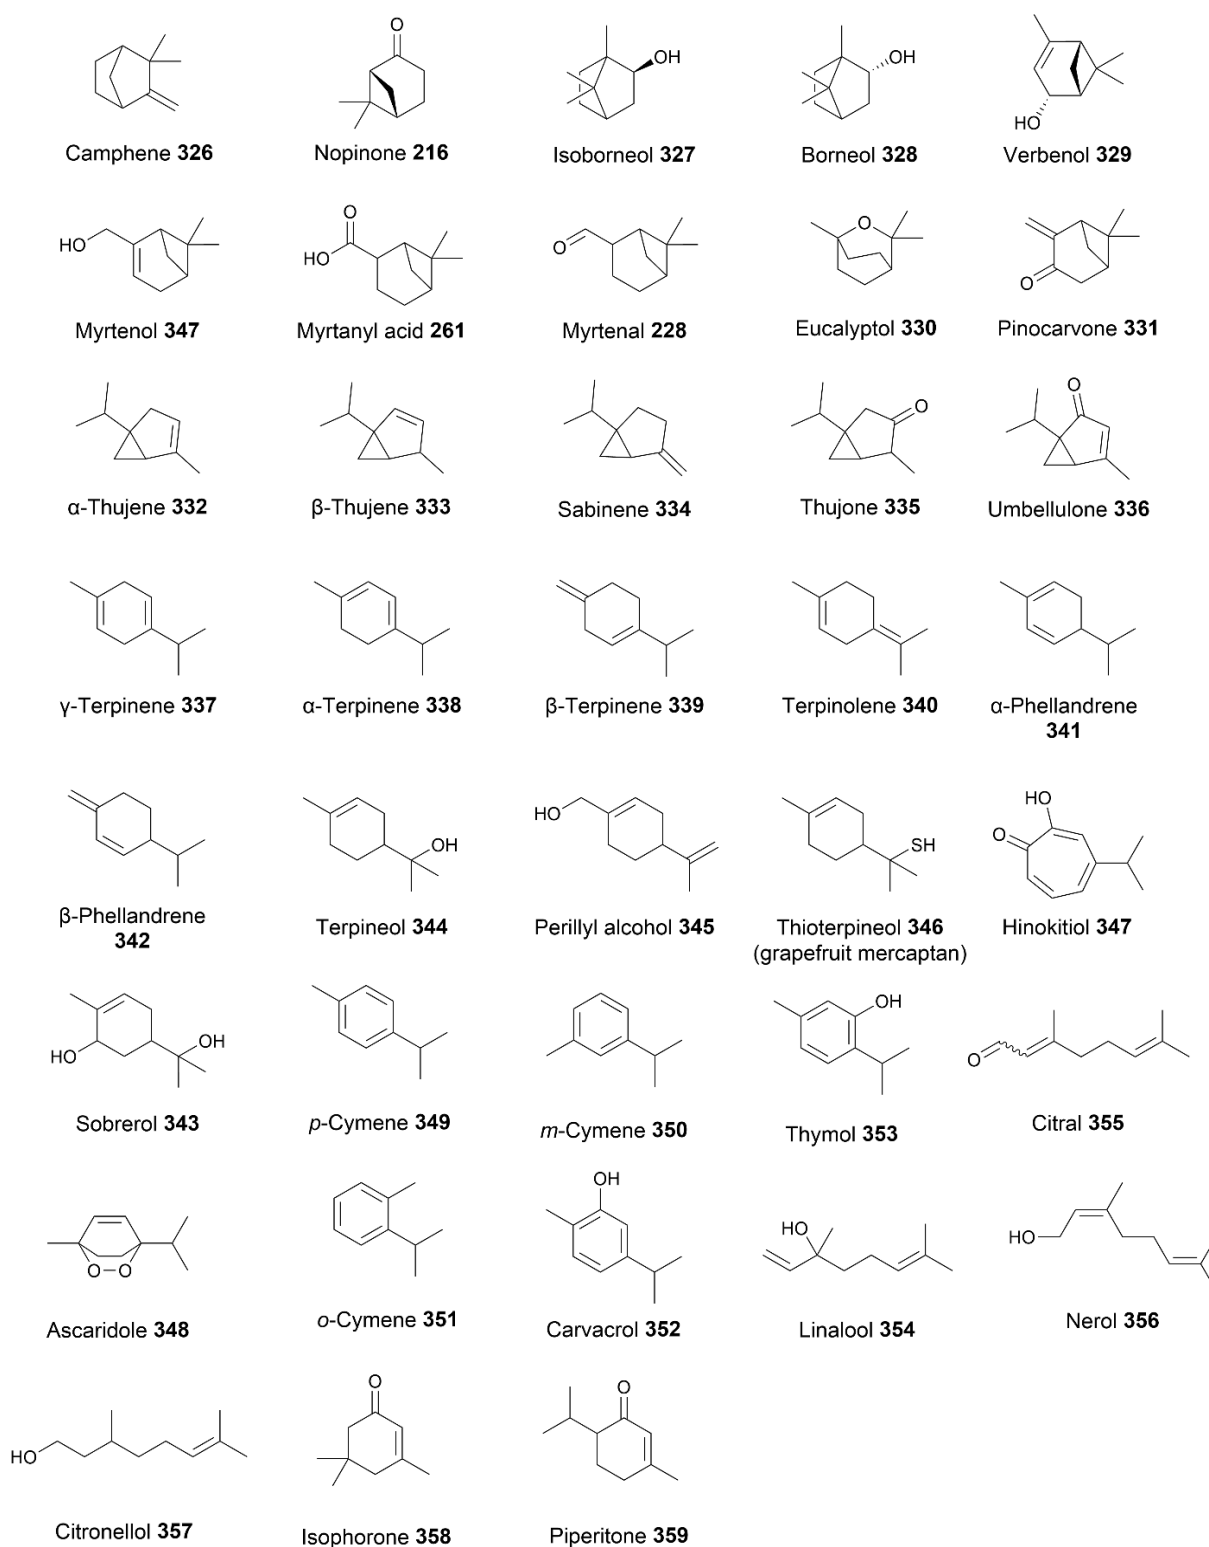 O
OH
OH
HO
Camphene 326
Nopinone 216
Isoborneol 327
Borneol 328
Verbenol 329
HO
O
HO
O
O
O
Myrtenol 347
Myrtanyl acid 261
Myrtenal 228
Eucalyptol 330
Pinocarvone 331
O
O
α-Thujene 332
β-Thujene 333
Sabinene 334
Thujone 335
Umbellulone 336
γ-Terpinene 337
α-Terpinene 338
β-Terpinene 339
Terpinolene 340
α-Phellandrene
341
OH
HO
SH
HO
O
β-Phellandrene
342
Terpineol 344
Perillyl alcohol 345
Thioterpineol 346
(grapefruit mercaptan)
Hinokitiol 347
HO
OH
OH
O
Sobrerol 343
p-Cymene 349
m-Cymene 350
Thymol 353
Citral 355
O
O
OH
HO
HO
Ascaridole 348
o-Cymene 351
Carvacrol 352
Linalool 354
Nerol 356
HO
O
O
Citronellol 357
Isophorone 358
Piperitone 359